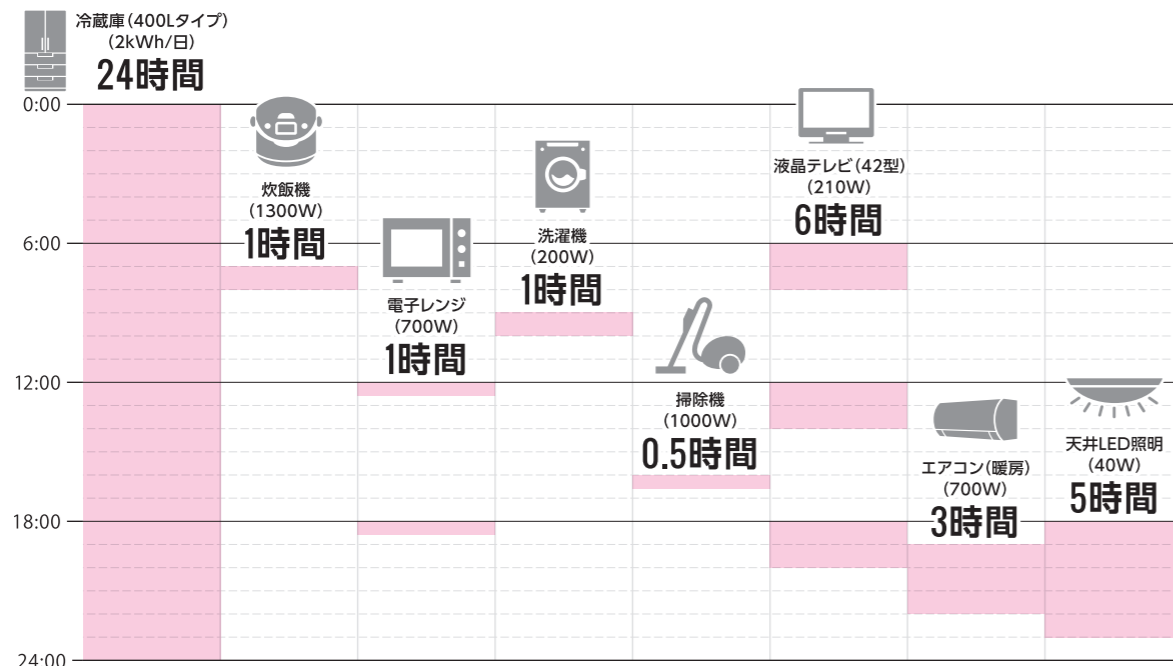 冷蔵庫(400Lタイプ)
(2kWh/日)
24時間
0:00
炊飯機
(1300W)
1時間
液晶テレビ(42型)
(210W)
6時間
6:00
洗濯機
(200W)
1時間
電子レンジ
(700W)
1時間
12:00
掃除機
(1000W)
0.5時間
エアコン(暖房)
(700W)
3時間
天井LED照明
(40W)
5時間
18:00
24:00